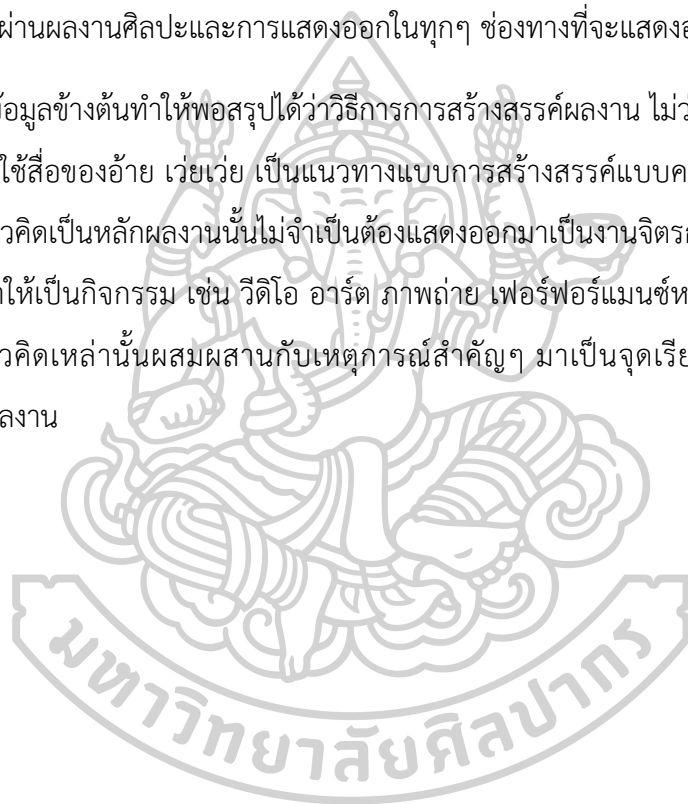 ผ่านผลงานศิลปะและการแสดงออกในทุกๆ ช่องทางที่จะแสดง
ข้อมูลข้างต้นทำให้พอสรุปได้ว่าวิธีการการสร้างสรรค์ผลงาน
ใช้สื่อของอ้าย เว่ยเว่ย เป็นแนวทางแบบการสร้างสรรค์แบบ
วคิดเป็นหลักผลงานนั้นไม่จำเป็นต้องแสดงออกมาเป็นงานจิตร
ให้เป็นกิจกรรม เช่น วีดิโอ อาร์ต ภาพถ่าย เฟอร์ฟอร์แมนซ์
วคิดเหล่านั้นผสมผสานกับเหตุการณ์สำคัญๆ มาเป็นจุดเรีย
ลงาน
มหาวิทยาลัยศิลปากร